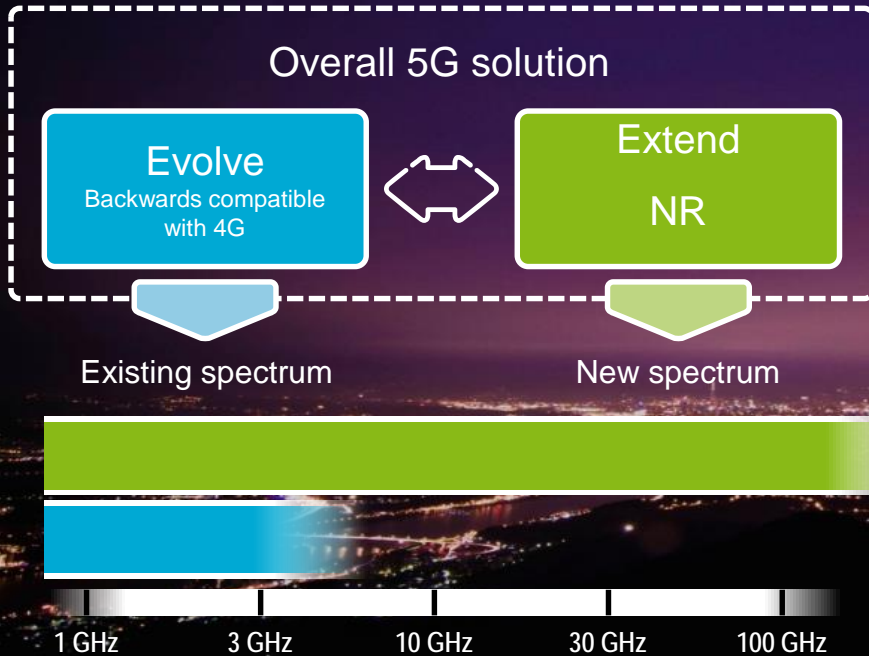 Overall 5G solution
Evolve
Backwards compatible
with 4G
Extend
NR
Existing spectrum
New spectrum
1 GHz
3 GHz
10 GHz
30 GHz
100 GHz